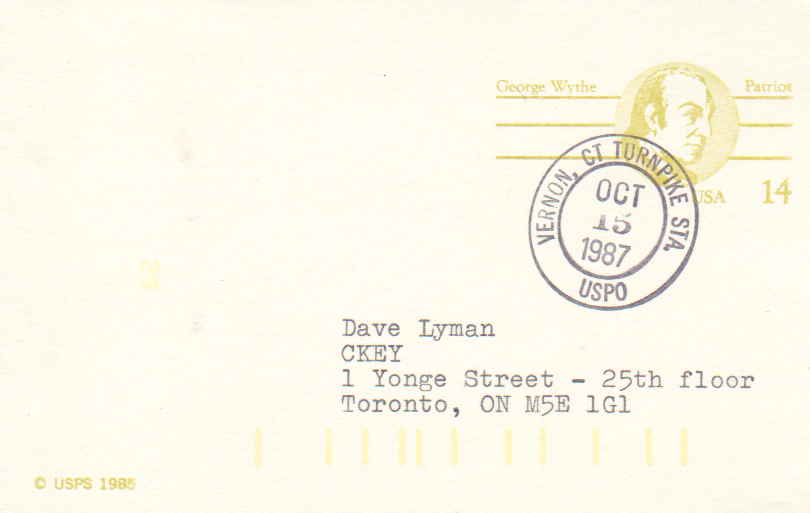 George Wythe Patriot
USA 14
VERNON, CT TURNPIKE STA.
OCT
15
1987
USPO
Dave Lyman
CKEY
1 Yonge Street - 25th floor
Toronto, ON M5E 1G1
© USPS 1985